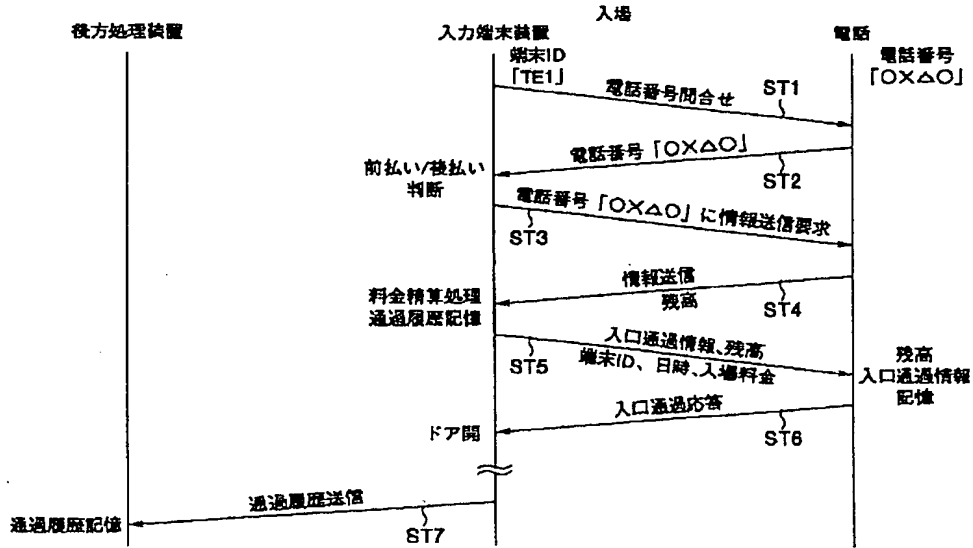 入場
後方処理装置
入力端末装置
電話
端末ID
「TE1」
電話番号
「○×△○」
電話番号問合せ
ST1
電話番号「○×△○」
ST2
前払い/後払い
判断
電話番号「○×△○」に情報送信要求
ST3
情報送信
残高
ST4
料金精算処理
通過履歴記憶
入口通過情報、残高
端末ID、日時、入場料金
ST5
残高
入口通過情報
記憶
入口通過応答
ST6
ドア開
通過履歴送信
ST7
通過履歴記憶